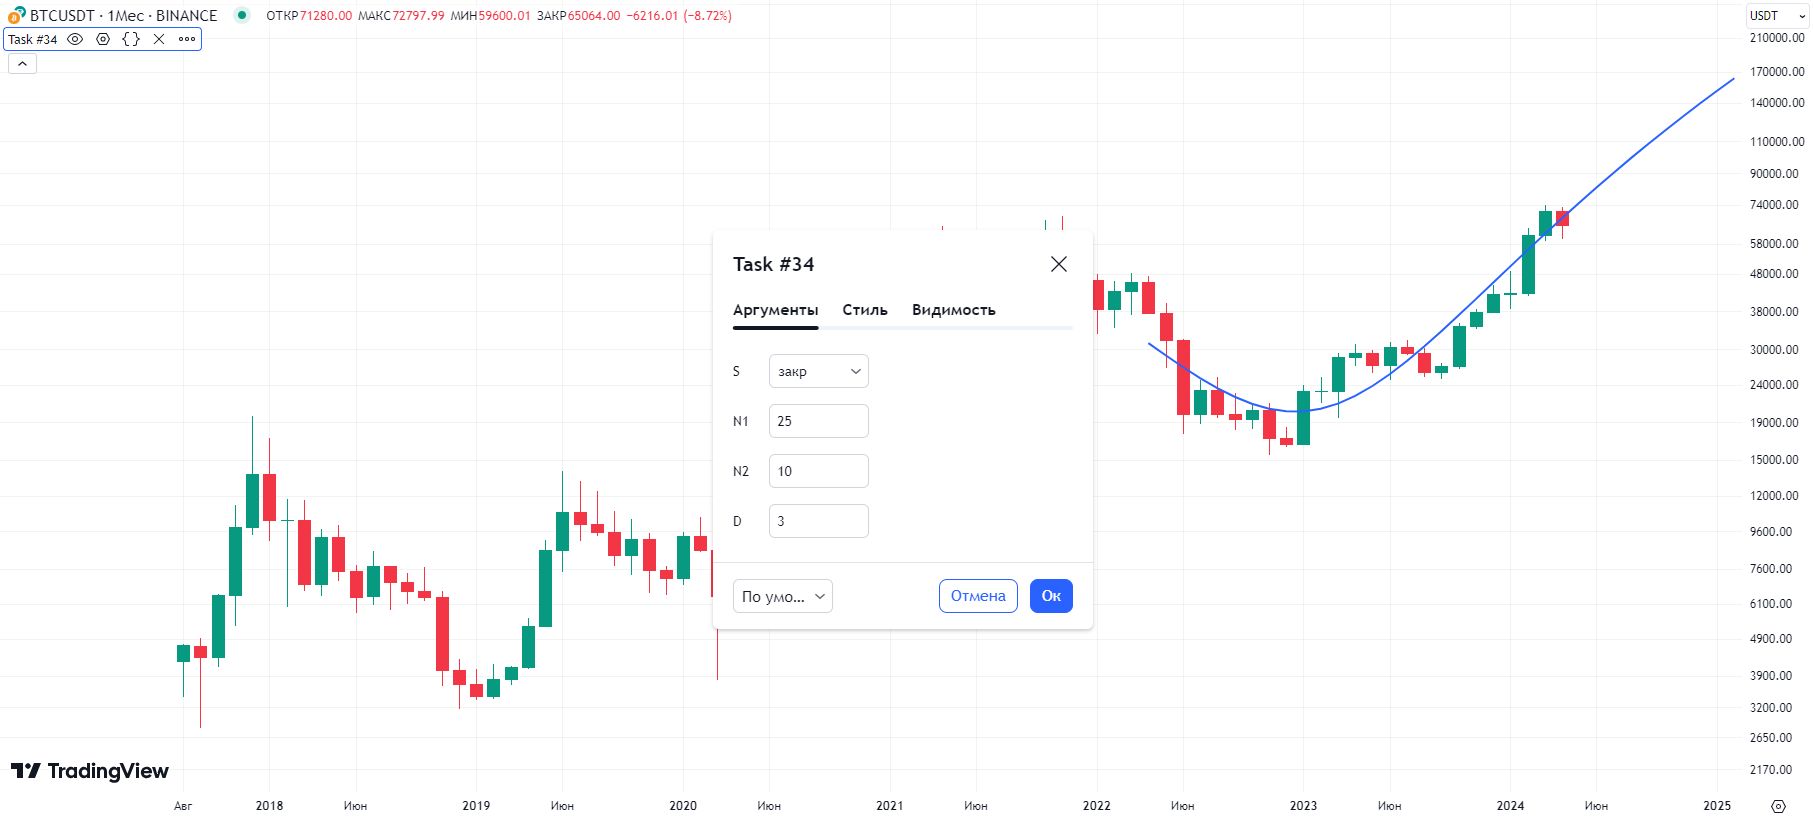 BTCUSDT · 1Мес · BINANCE ОТКР71280.00 МАКС72797.99 МИН59600.01 ЗАКР65064.00 −6216.01 (−8.72%)
USDT
Task #34
210000.00
170000.00
140000.00
110000.00
90000.00
74000.00
58000.00
48000.00
38000.00
30000.00
24000.00
19000.00
15000.00
12000.00
9600.00
7600.00
6100.00
4900.00
3900.00
3200.00
2650.00
2170.00
Task #34
Аргументы Стиль Видимость
S закр
N1 25
N2 10
D 3
По умо... Отмена Ок
TradingView
Авг 2018 Июн 2019 Июн 2020 Июн 2021 Июн 2022 Июн 2023 Июн 2024 Июн 2025